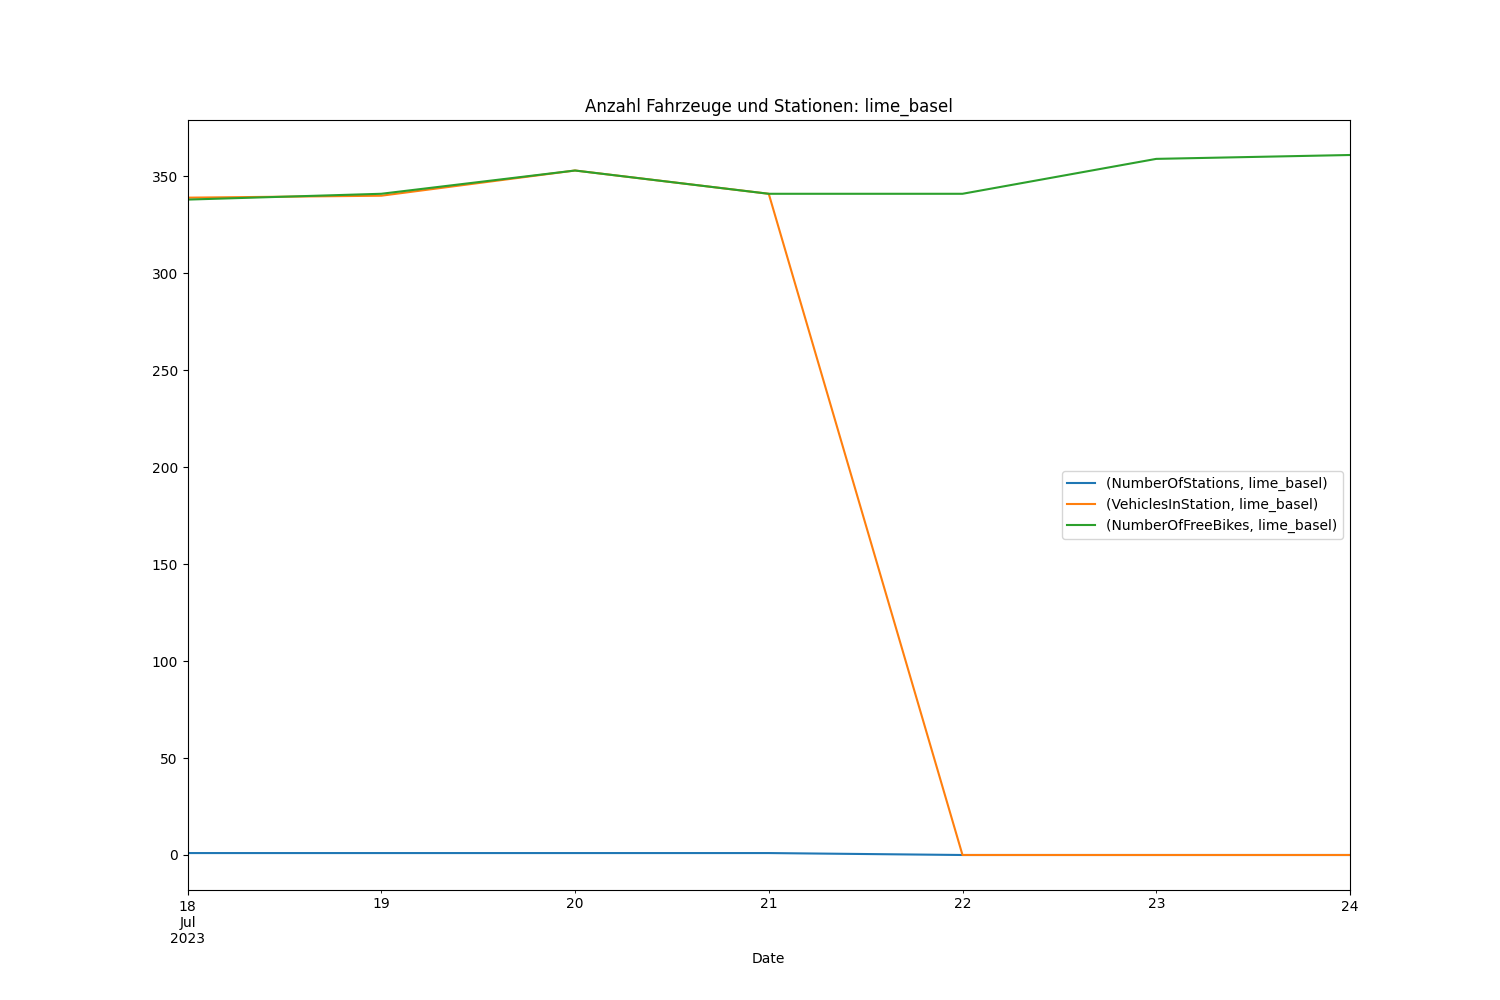 Anzahl Fahrzeuge und Stationen: lime_basel
350
300
250
200
150
100
50
0
(NumberOfStations, lime_basel)
(VehiclesInStation, lime_basel)
(NumberOfFreeBikes, lime_basel)
18 19 20 21 22 23 24
Jul
2023
Date